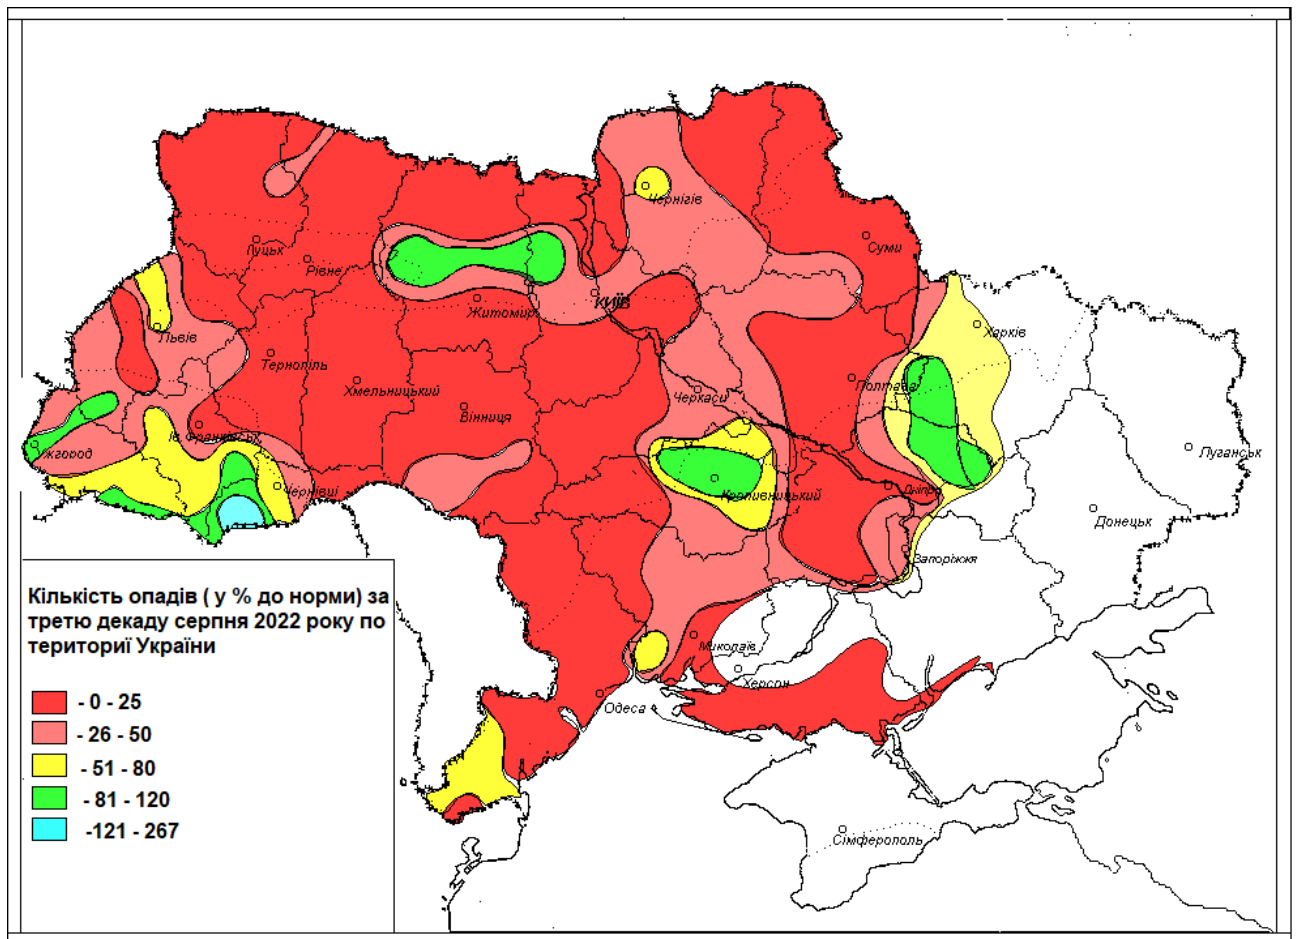 Чернігів
Суми
Луцьк
Рівне
Житомир
КИЇВ
Харків
Львів
Тернопіль
Хмельницький
Полтава
Черкаси
Вінниця
Ів. Франківськ
Ужгород
Луганськ
Чернівці
Кропивницький
Дніпро
Донецьк
Запоріжжя
Миколаїв
Херсон
Одеса
Сімферополь
Кількість опадів ( у % до норми) за
третю декаду серпня 2022 року по
території України
- 0 - 25
- 26 - 50
- 51 - 80
- 81 - 120
-121 - 267